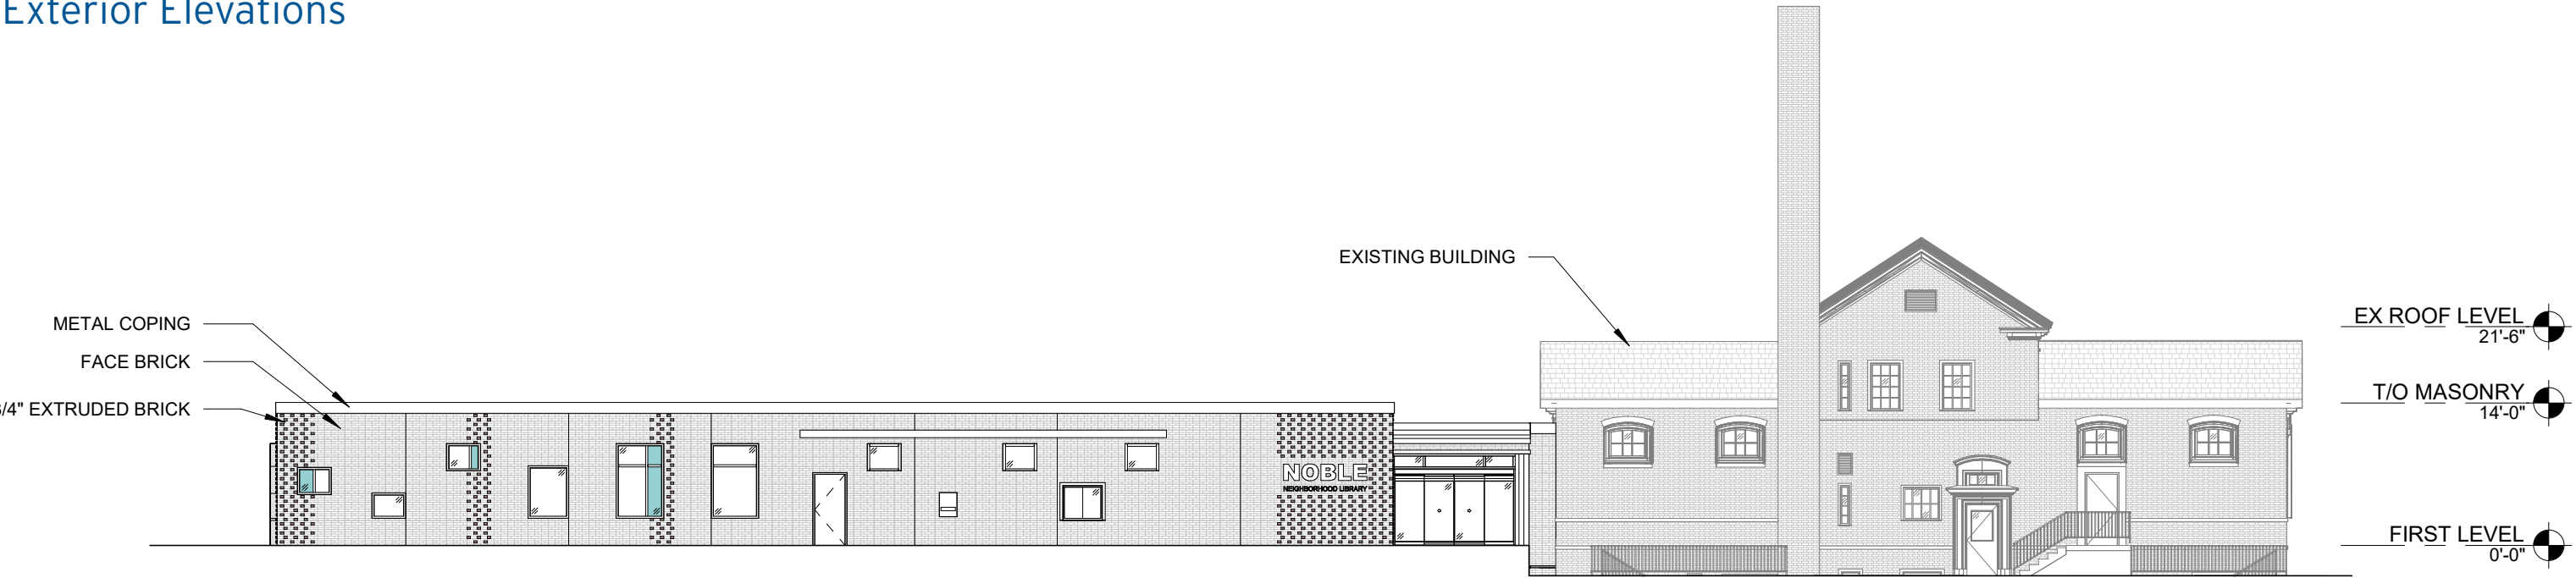 Exterior Elevations
EXISTING BUILDING
METAL COPING
FACE BRICK
3/4" EXTRUDED BRICK
NOBLE
NEIGHBORHOOD LIBRARY
EX ROOF LEVEL
21'-6"
T/O MASONRY
14'-0"
FIRST LEVEL
0'-0"